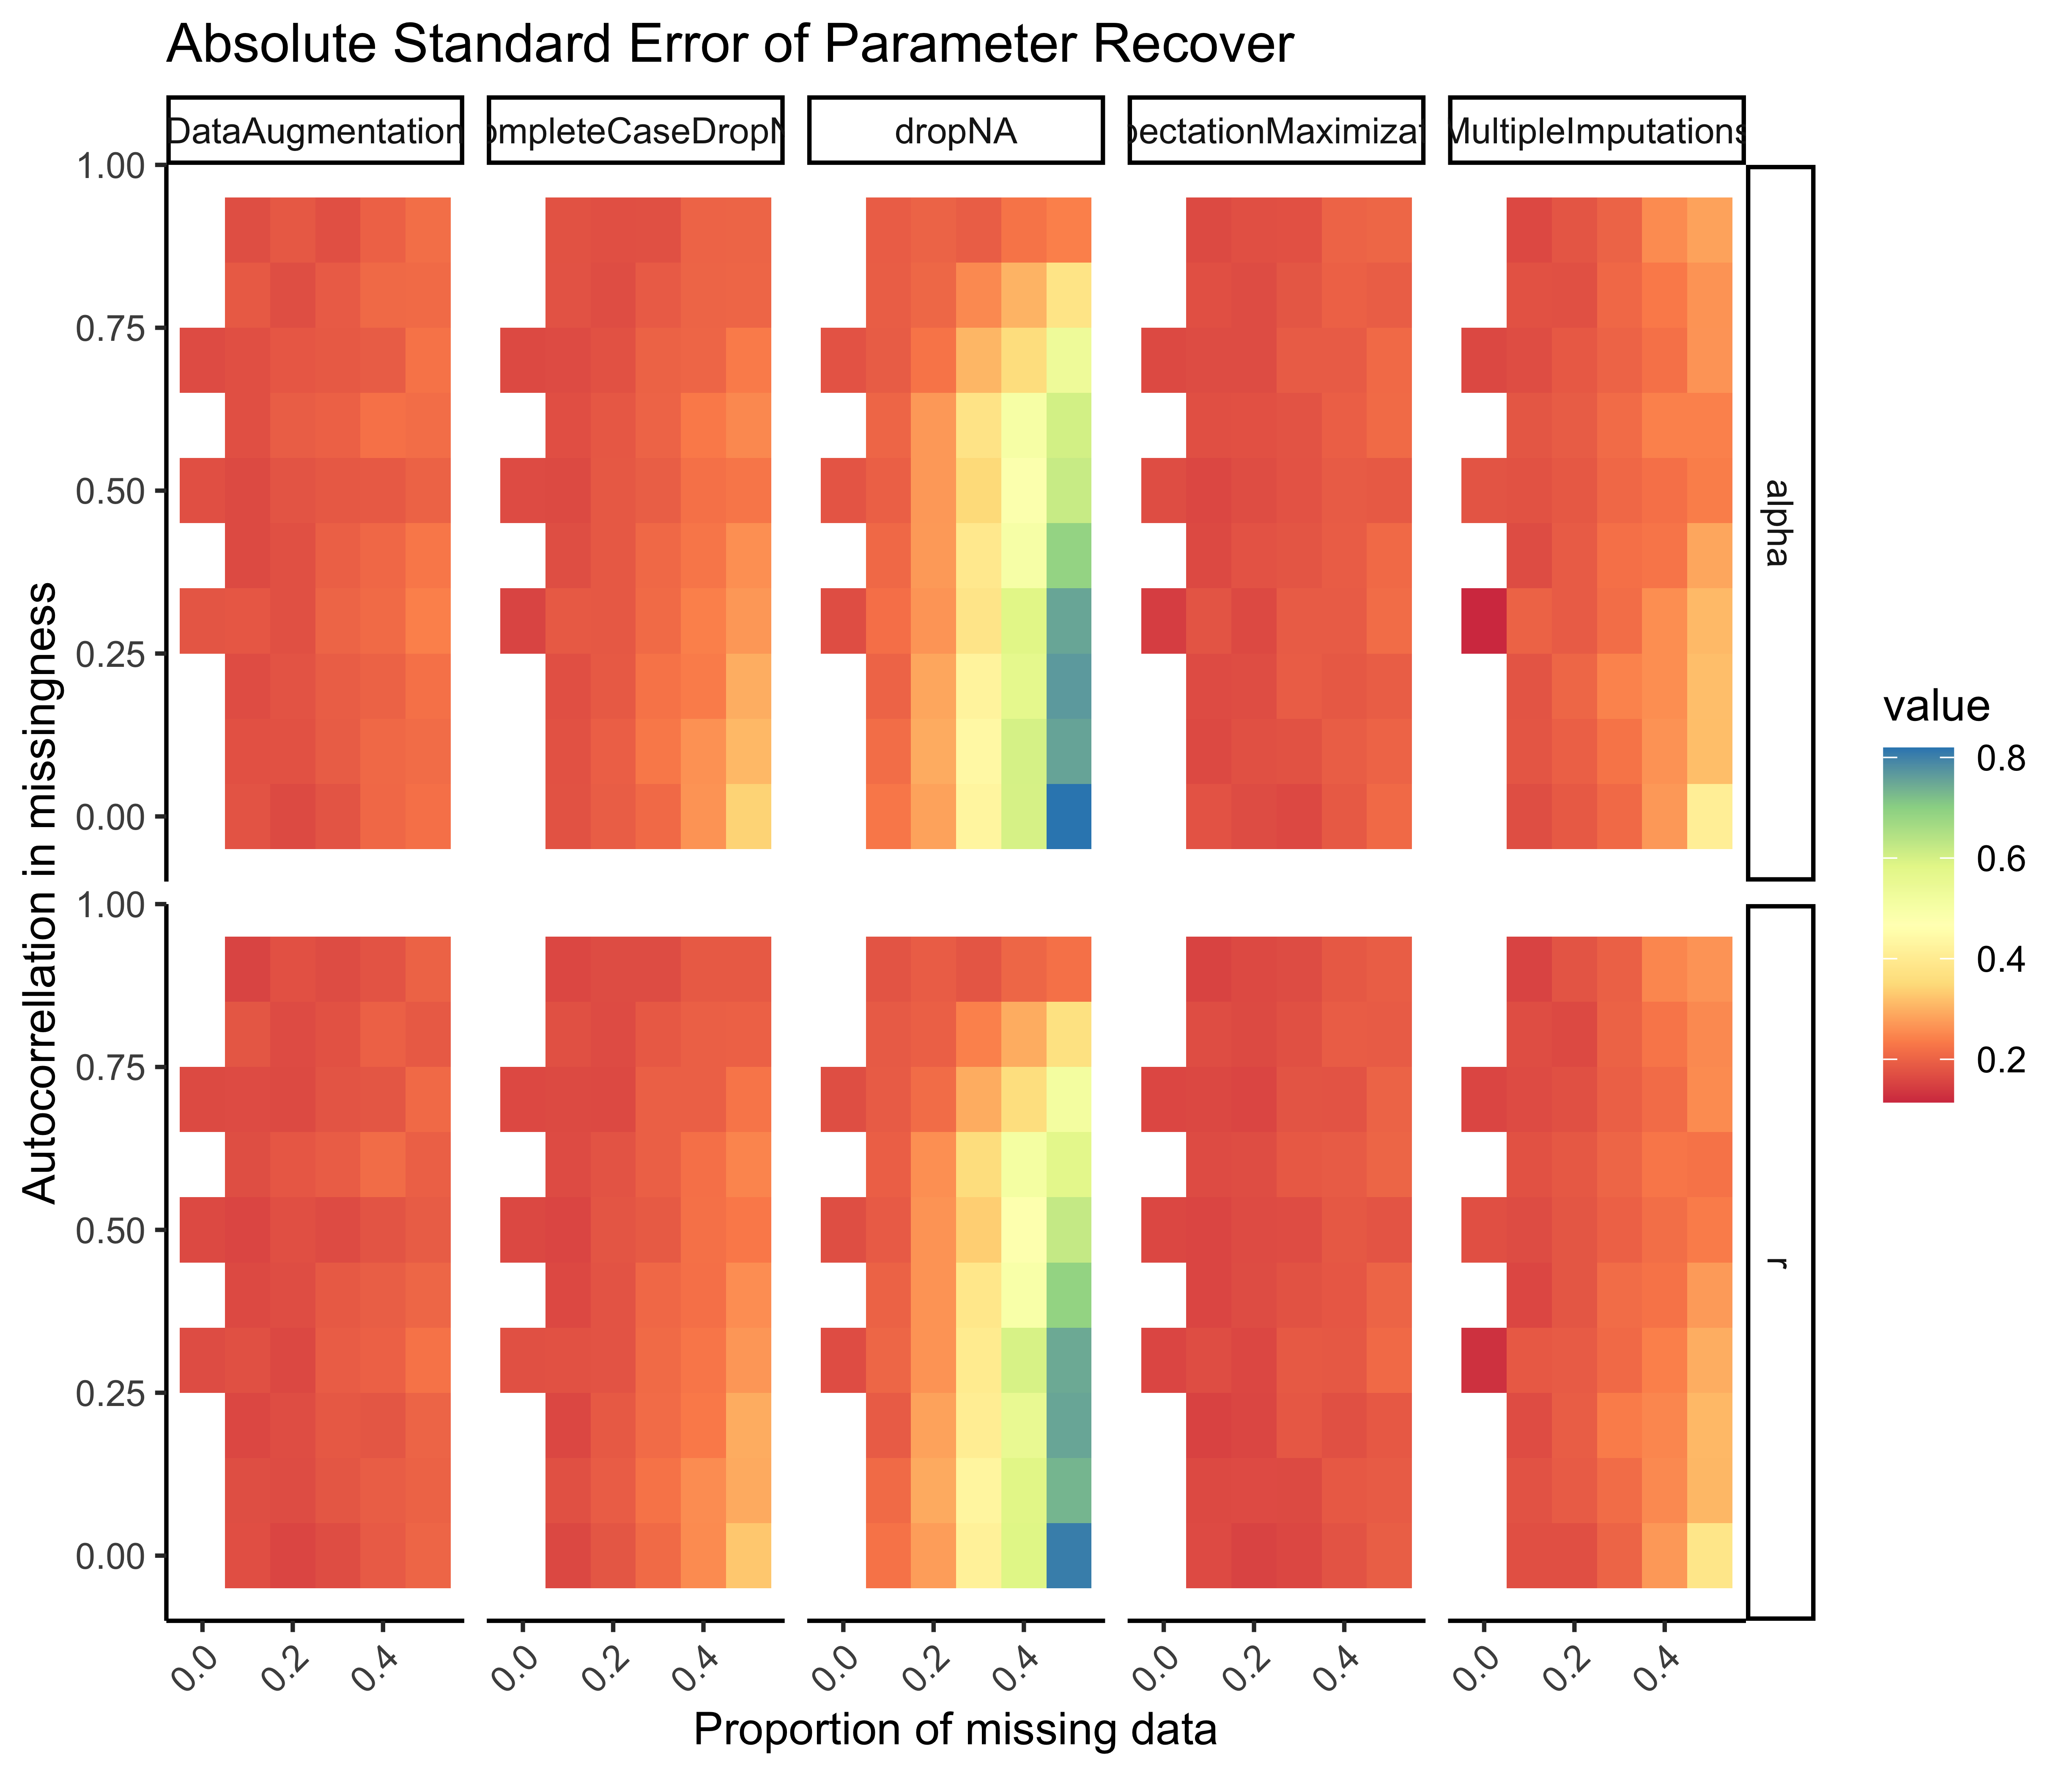 Absolute Standard Error of Parameter Recover
DataAugmentation
ompleteCaseDropN
dropNA
pectationMaximizat
MultipleImputations
1.00
0.75
0.50
0.25
0.00
alpha
1.00
0.75
0.50
0.25
0.00
r
Autocorrellation in missingness
0.0 0.2 0.4
0.0 0.2 0.4
0.0 0.2 0.4
0.0 0.2 0.4
0.0 0.2 0.4
Proportion of missing data
value
0.8
0.6
0.4
0.2